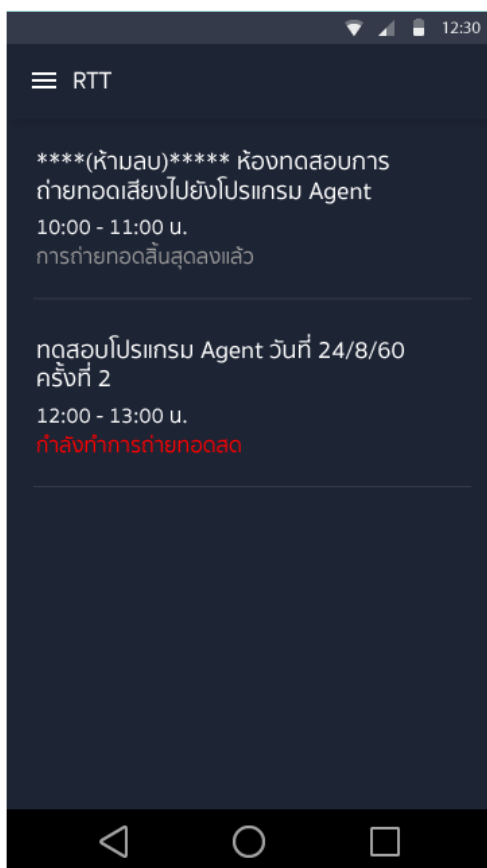 12:30
RTT
****(ห้ามลบ)***** ห้องทดสอบการ
ถ่ายทอดเสียงไปยังโปรแกรม Agent
10:00 - 11:00 น.
การถ่ายทอดสิ้นสุดลงแล้ว
ทดสอบโปรแกรม Agent วันที่ 24/8/60
ครั้งที่ 2
12:00 - 13:00 น.
กำลังทำการถ่ายทอดสด